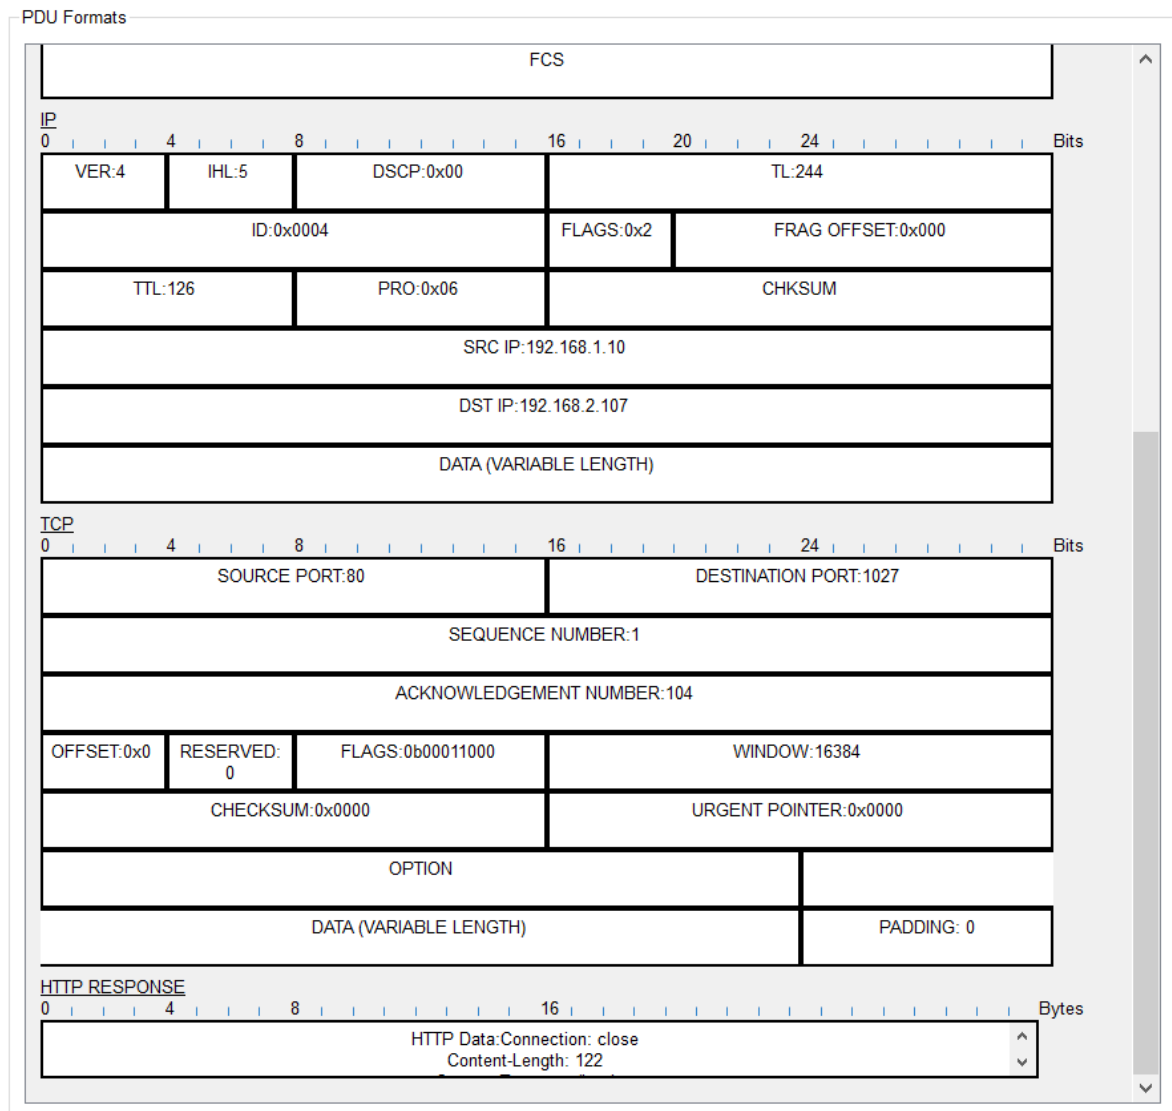 PDU Formats
FCS
IP
0 4 8 16 20 24 Bits
VER:4 IHL:5 DSCP:0x00 TL:244
ID:0x0004 FLAGS:0x2 FRAG OFFSET:0x000
TTL:126 PRO:0x06 CHKSUM
SRC IP:192.168.1.10
DST IP:192.168.2.107
DATA (VARIABLE LENGTH)
TCP
0 4 8 16 24 Bits
SOURCE PORT:80 DESTINATION PORT:1027
SEQUENCE NUMBER:1
ACKNOWLEDGEMENT NUMBER:104
OFFSET:0x0 RESERVED: 0 FLAGS:0b00011000 WINDOW:16384
CHECKSUM:0x0000 URGENT POINTER:0x0000
OPTION
DATA (VARIABLE LENGTH) PADDING: 0
HTTP RESPONSE
0 4 8 16 Bytes
HTTP Data:Connection: close
Content-Length: 122